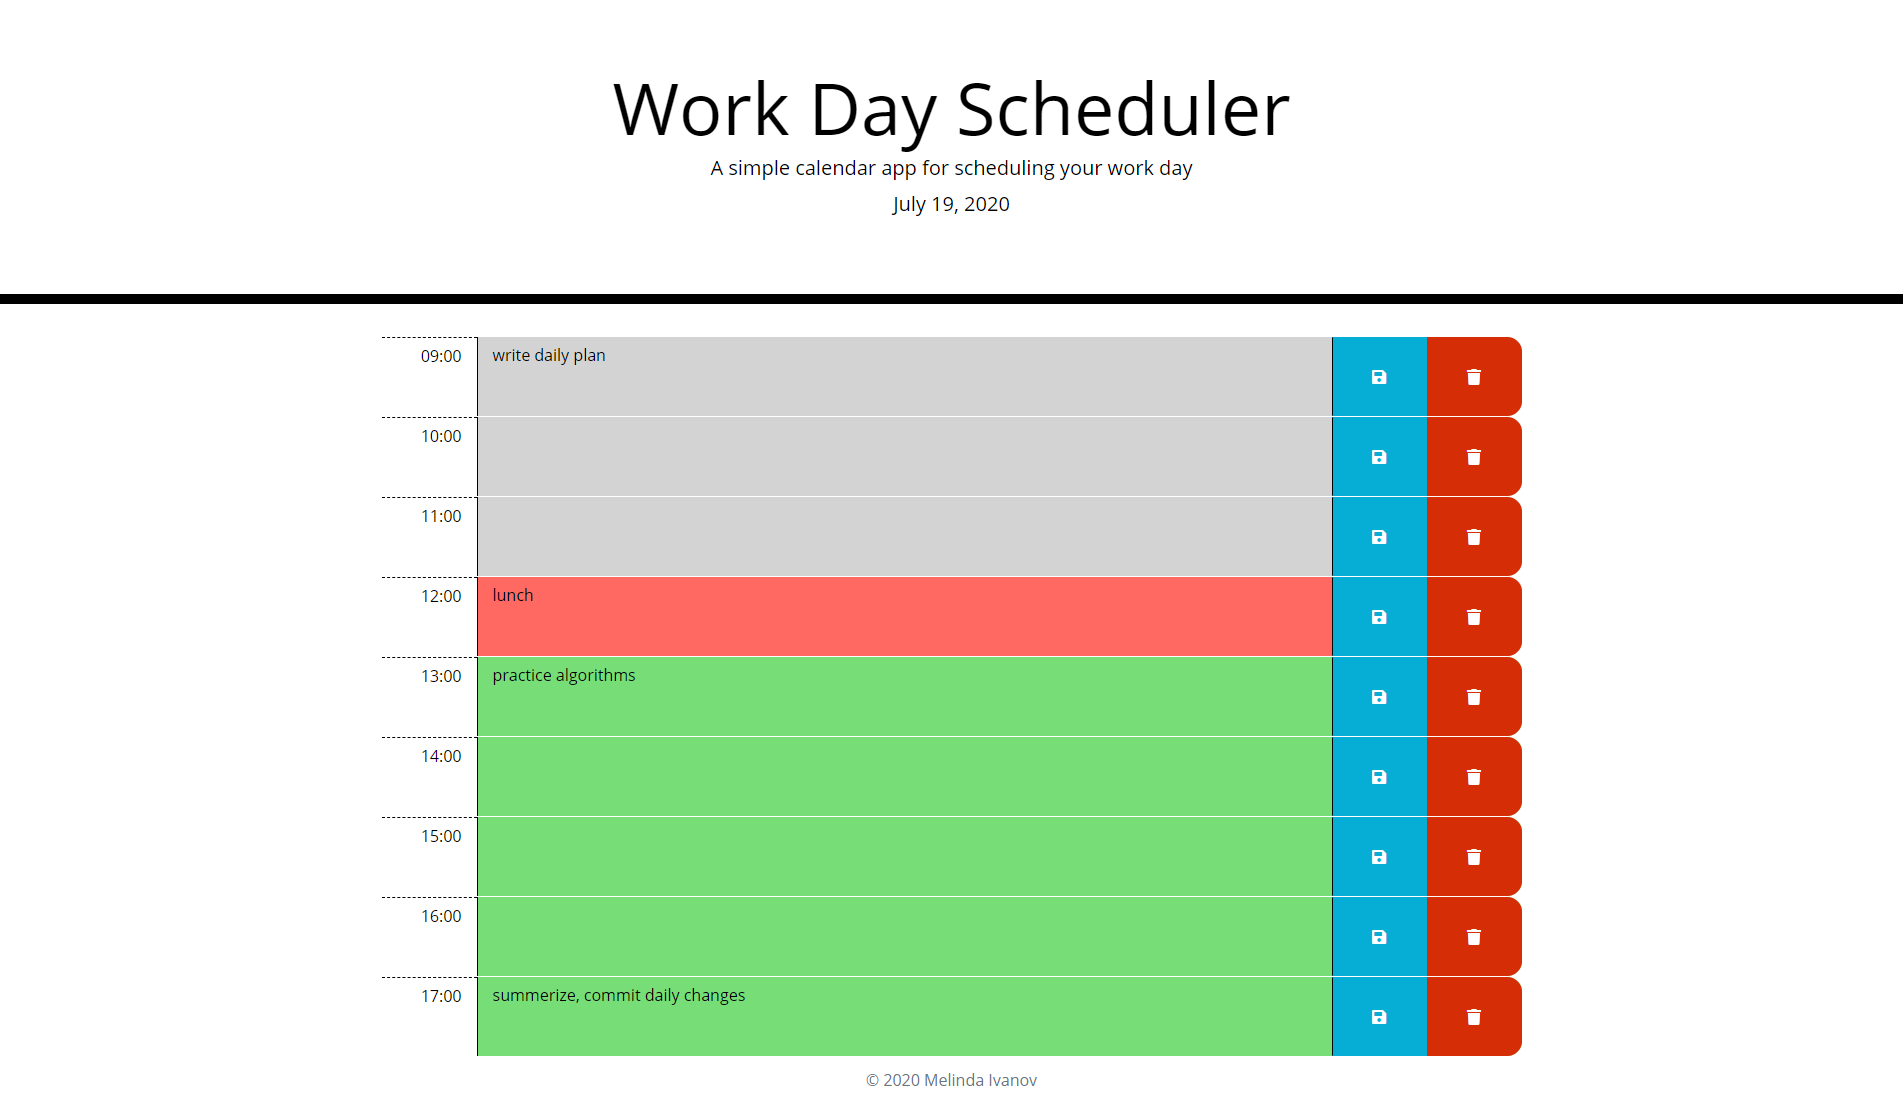 Work Day Scheduler
A simple calendar app for scheduling your work day
July 19, 2020
09:00 write daily plan
10:00
11:00
12:00 lunch
13:00 practice algorithms
14:00
15:00
16:00
17:00 summerize, commit daily changes
© 2020 Melinda Ivanov